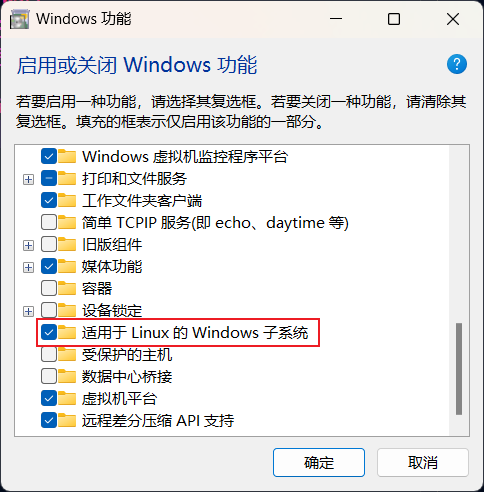 Windows 功能
启用或关闭 Windows 功能
?
若要启用一种功能，请选择其复选框。若要关闭一种功能，请清除其
复选框。填充的框表示仅启用该功能的一部分。
Windows 虚拟机监控程序平台
打印和文件服务
工作文件夹客户端
简单 TCPIP 服务(即 echo、daytime 等)
旧版组件
媒体功能
容器
设备锁定
适用于 Linux 的 Windows 子系统
受保护的主机
数据中心桥接
虚拟机平台
远程差分压缩 API 支持
确定 取消